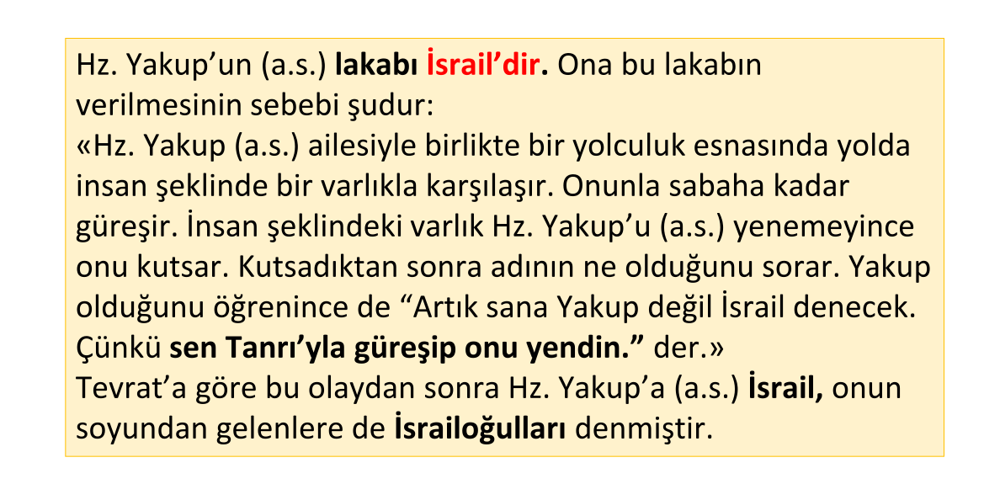 Hz. Yakup’un (a.s.) lakabı İsrail’dir. Ona bu lakabın
verilmesinin sebebi şudur:
«Hz. Yakup (a.s.) ailesiyle birlikte bir yolculuk esnasında yolda
insan şeklinde bir varlıkla karşılaşır. Onunla sabaha kadar
güreşir. İnsan şeklindeki varlık Hz. Yakup’u (a.s.) yenemeyince
onu kutsar. Kutsadıktan sonra adının ne olduğunu sorar. Yakup
olduğunu öğrenince de “Artık sana Yakup değil İsrail denecek.
Çünkü sen Tanrı’yla güreşip onu yendin.” der.»
Tevrat’a göre bu olaydan sonra Hz. Yakup’a (a.s.) İsrail, onun
soyundan gelenlere de İsrailoğulları denmiştir.